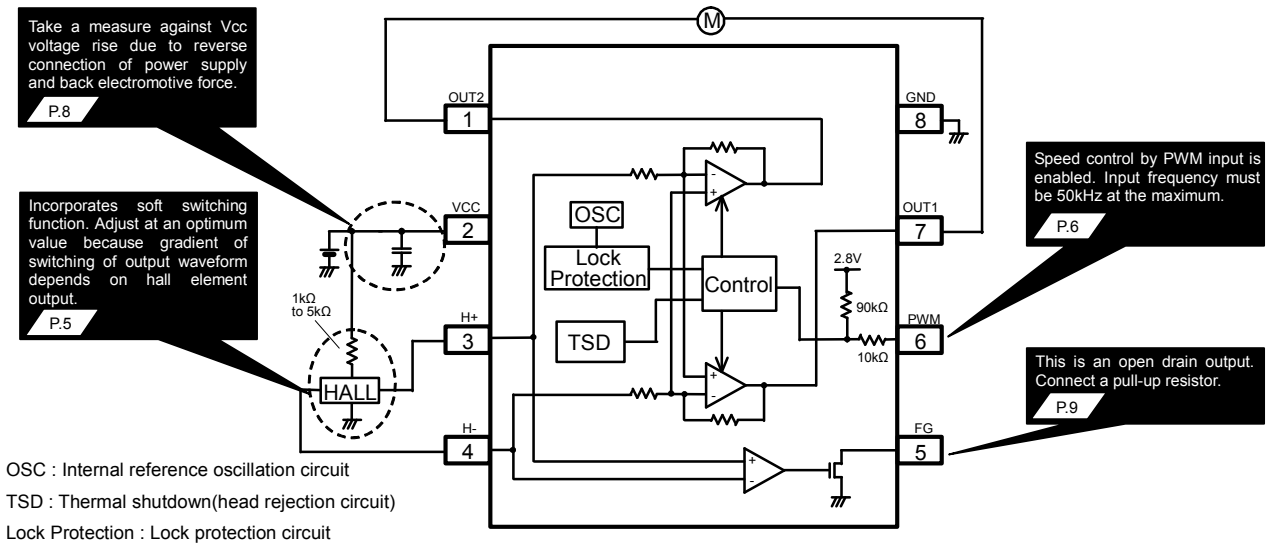 Take a measure against Vcc
voltage rise due to reverse
connection of power supply
and back electromotive force.
P.8
Incorporates soft switching
function. Adjust at an optimum
value because gradient of
switching of output waveform
depends on hall element
output.
P.5
1kΩ
to 5kΩ
HALL
M
OUT2
1
VCC
2
H+
3
H-
4
OSC
Lock
Protection
TSD
Control
-
+
+
-
+
-
2.8V
90kΩ
10kΩ
GND
8
OUT1
7
PWM
6
FG
5
Speed control by PWM input is
enabled. Input frequency must
be 50kHz at the maximum.
P.6
This is an open drain output.
Connect a pull-up resistor.
P.9
OSC : Internal reference oscillation circuit
TSD : Thermal shutdown(head rejection circuit)
Lock Protection : Lock protection circuit